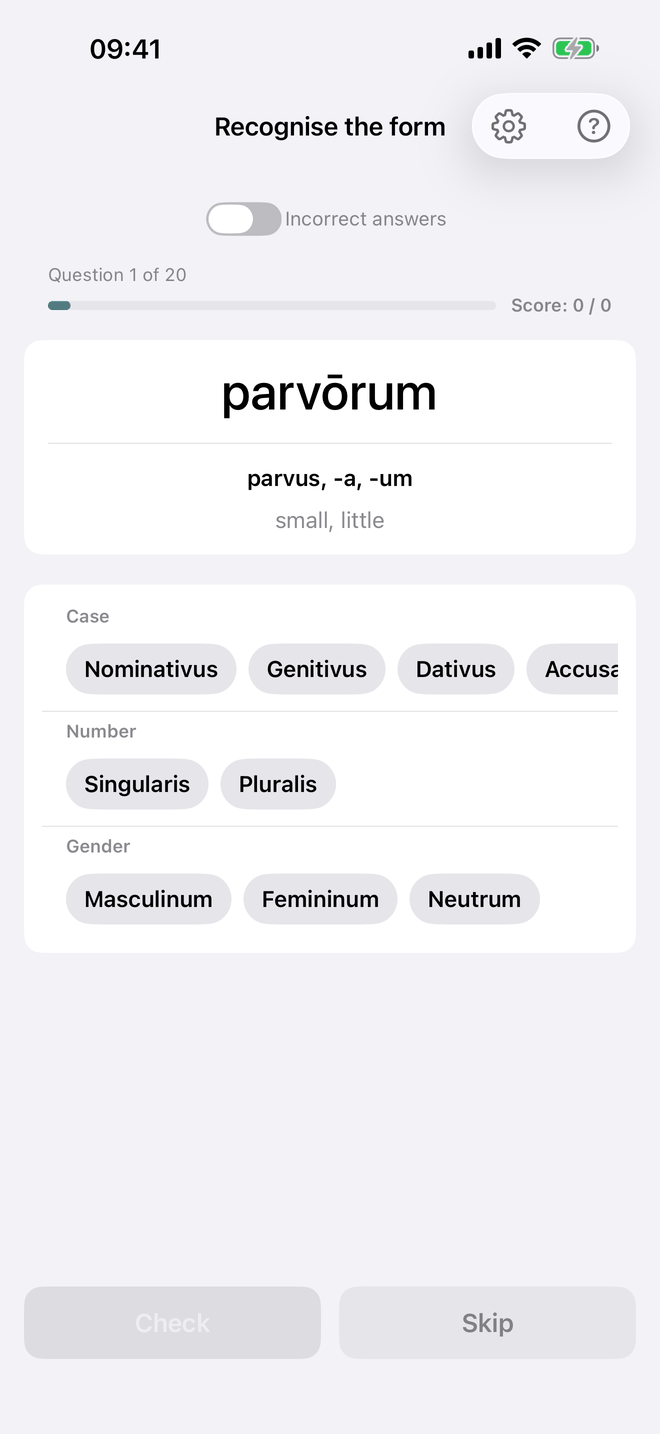 09:41
Recognise the form
?
Incorrect answers
Question 1 of 20
Score: 0 / 0
parvōrum
parvus, -a, -um
small, little
Case
Nominativus Genitivus Dativus Accusa
Number
Singularis Pluralis
Gender
Masculinum Femininum Neutrum
Check Skip